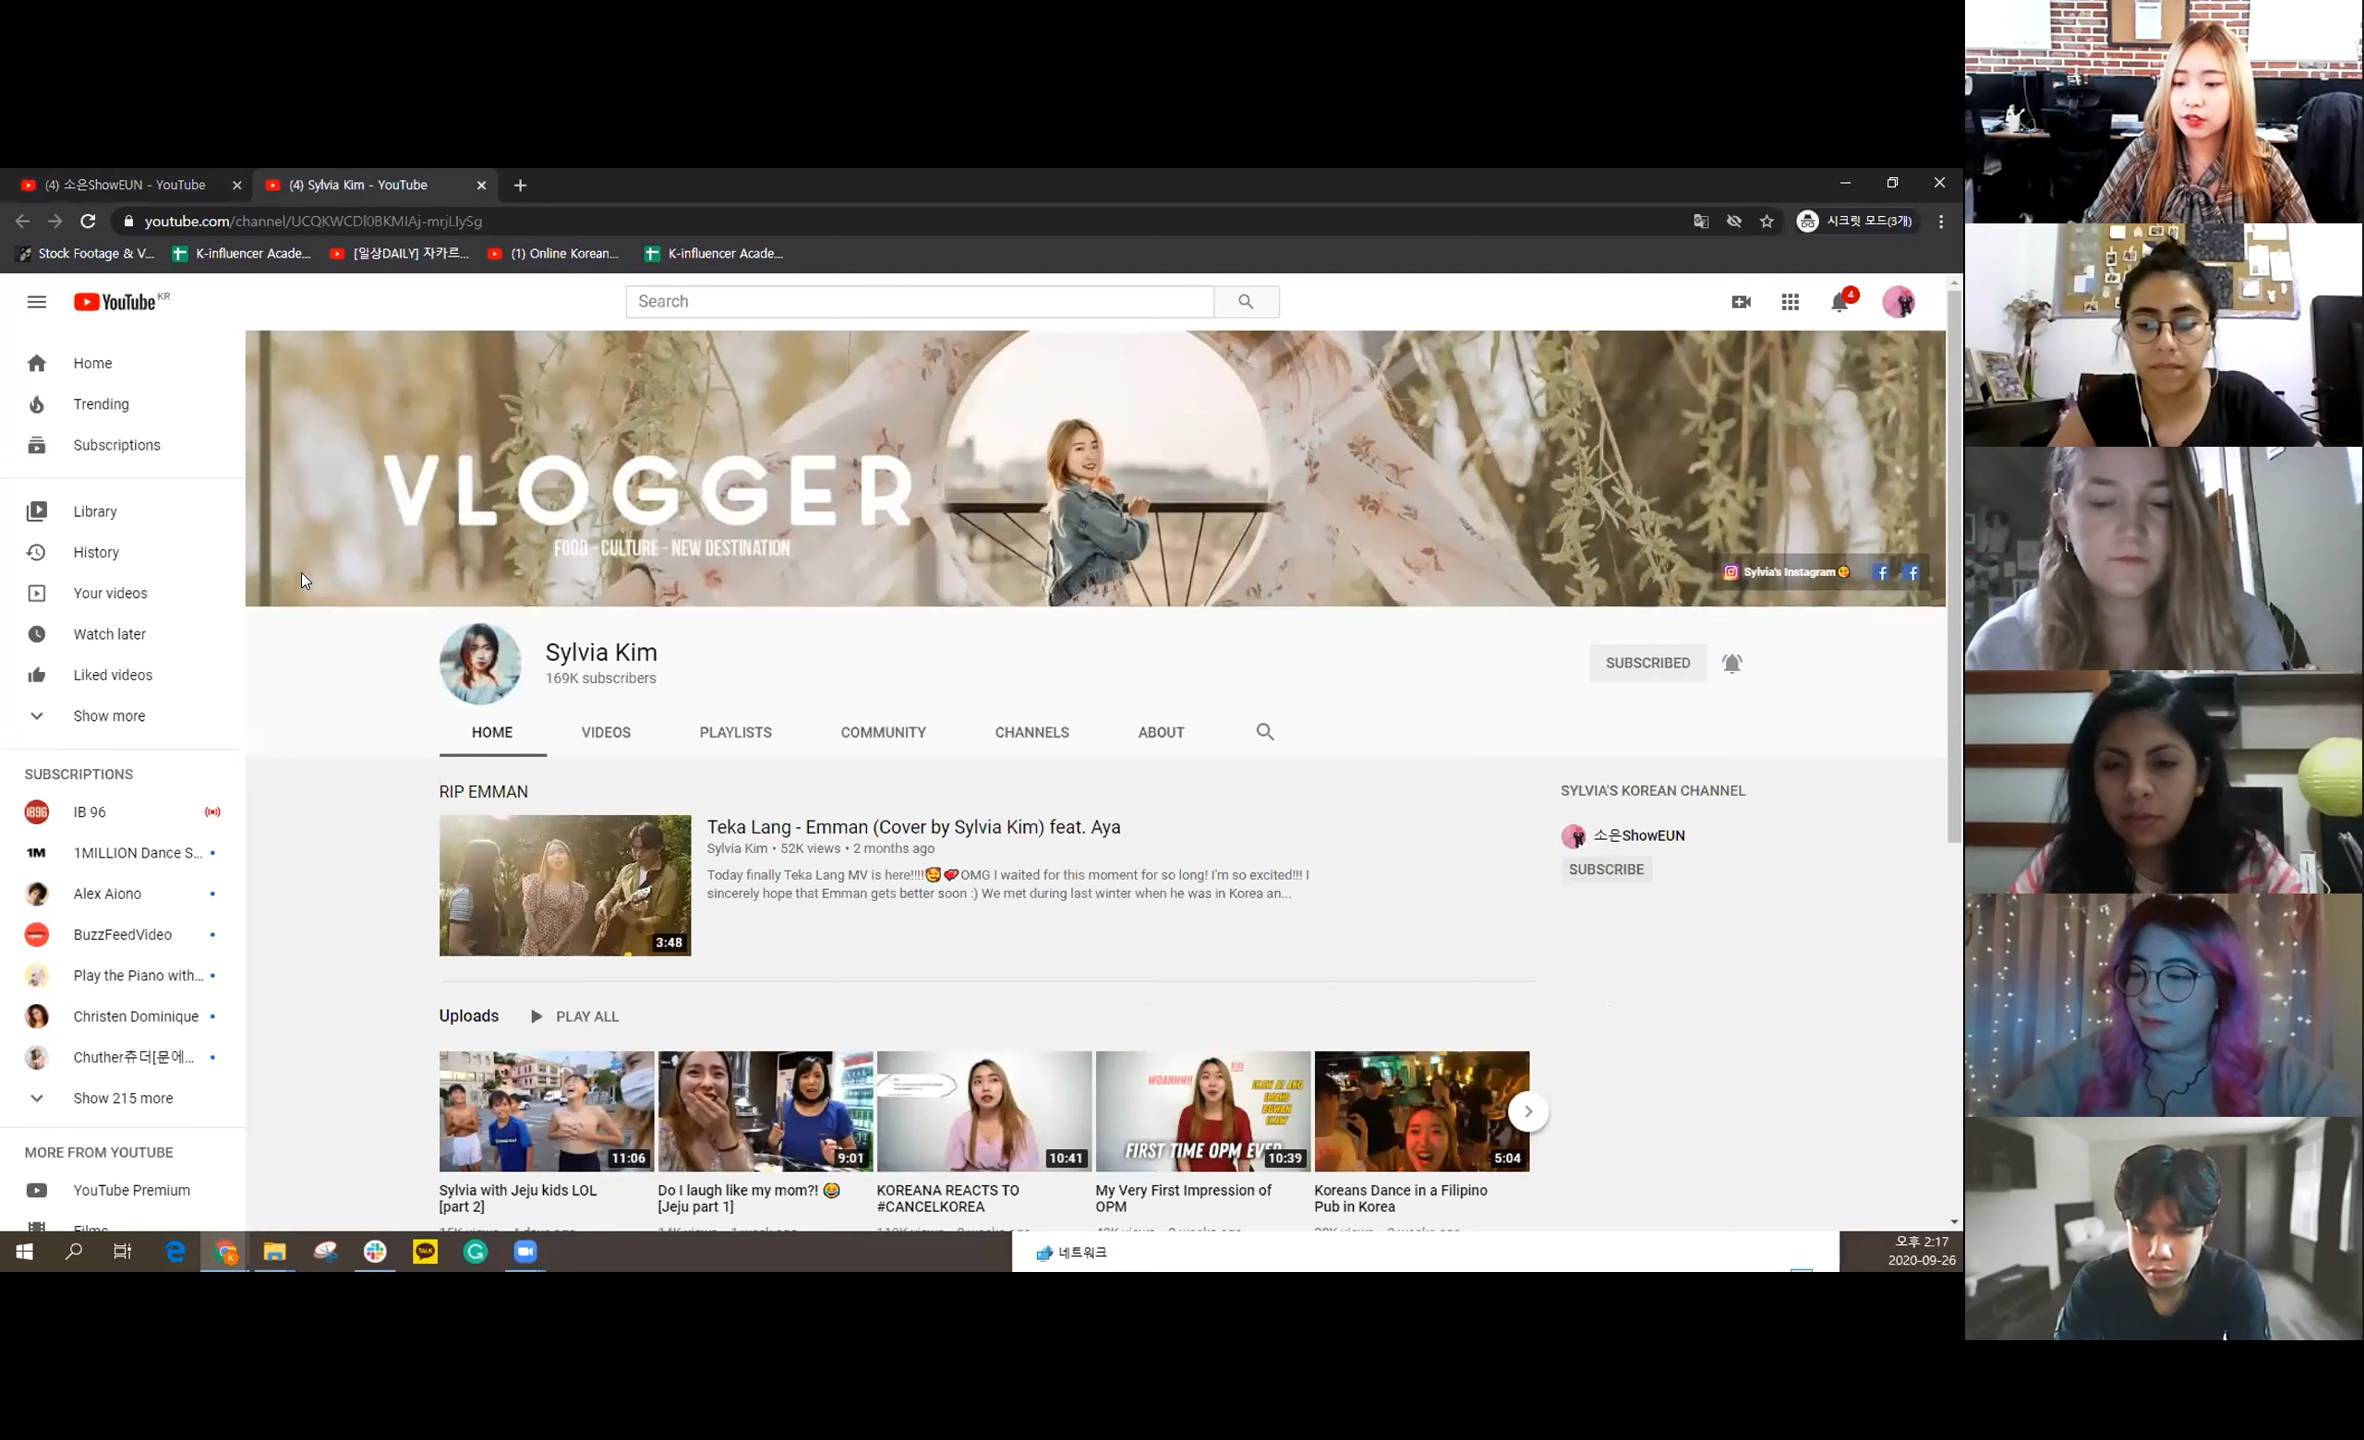 (4) 소은ShowEUN - YouTube
(4) Sylvia Kim - YouTube
youtube.com/channel/UCQKWCDl0BKMIAj-mrjLIySg
시크릿 모드(3개)
Stock Footage & V...
K-influencer Acade...
[일상DAILY] 자카르...
(1) Online Korean...
K-influencer Acade...
YouTube KR
Search
4
Home
Trending
Subscriptions
Library
History
Your videos
Watch later
Liked videos
Show more
SUBSCRIPTIONS
IB 96
1M
1MILLION Dance S...
Alex Aiono
BuzzFeedVideo
Play the Piano with...
Christen Dominique
Chuther츄더[문에...
Show 215 more
MORE FROM YOUTUBE
YouTube Premium
Films
VLOGGER
FOOD - CULTURE - NEW DESTINATION
Sylvia's Instagram
Sylvia Kim
169K subscribers
SUBSCRIBED
HOME
VIDEOS
PLAYLISTS
COMMUNITY
CHANNELS
ABOUT
RIP EMMAN
3:48
Teka Lang - Emman (Cover by Sylvia Kim) feat. Aya
Sylvia Kim • 52K views • 2 months ago
Today finally Teka Lang MV is here!!!!🥰💓OMG I waited for this moment for so long! I'm so excited!!! I
sincerely hope that Emman gets better soon :) We met during last winter when he was in Korea an...
SYLVIA'S KOREAN CHANNEL
소은ShowEUN
SUBSCRIBE
Uploads
PLAY ALL
11:06
9:01
10:41
WOAHHH!!
!!!!
FIRST TIME OPM EV
10:39
5:04
Sylvia with Jeju kids LOL
[part 2]
Do I laugh like my mom?! 😂
[Jeju part 1]
KOREANA REACTS TO
#CANCELKOREA
My Very First Impression of
OPM
Koreans Dance in a Filipino
Pub in Korea
TALK
네트워크
오후 2:17
2020-09-26